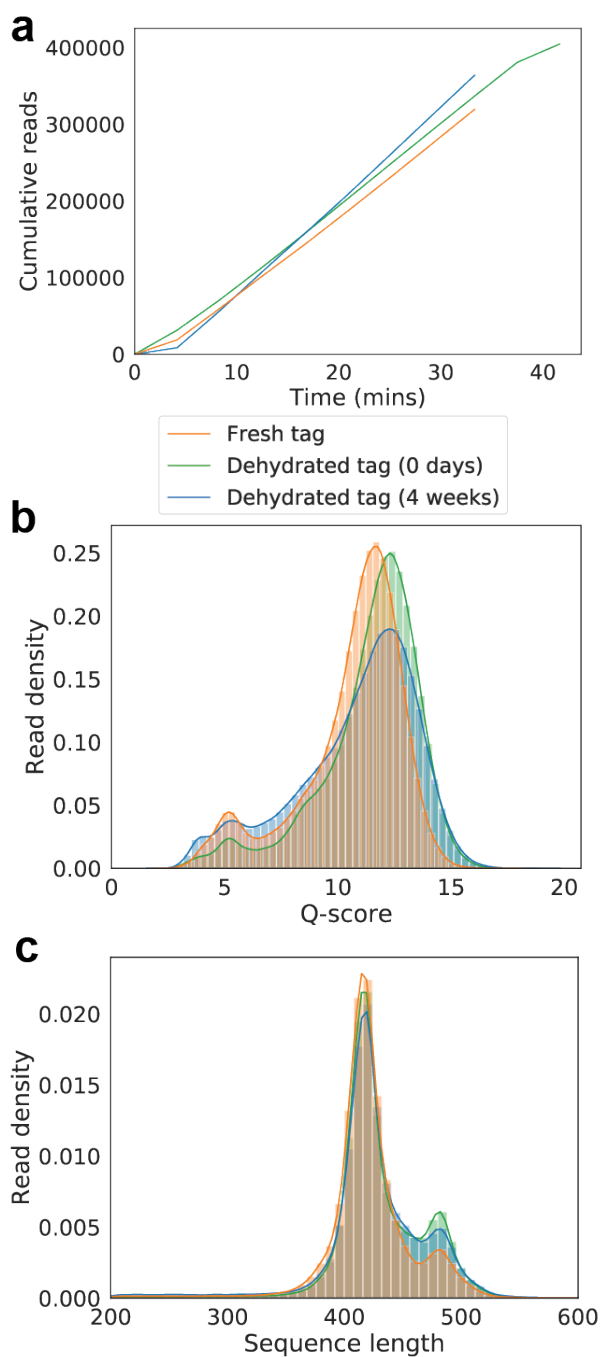 a
400000
300000
200000
100000
0
Cumulative reads
0 10 20 30 40
Time (mins)
Fresh tag
Dehydrated tag (0 days)
Dehydrated tag (4 weeks)
b
0.25
0.20
0.15
0.10
0.05
0.00
Read density
0 5 10 15 20
Q-score
c
0.020
0.015
0.010
0.005
0.000
Read density
200 300 400 500 600
Sequence length